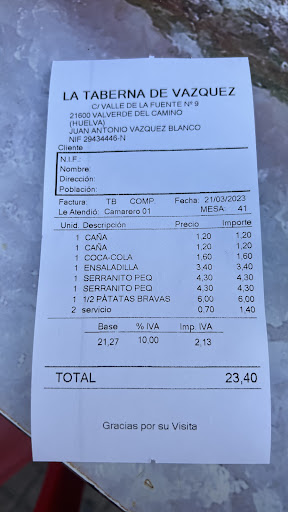 LA TABERNA DE VAZQUEZ
C/ VALLE DE LA FUENTE Nº 9
21600 VALVERDE DEL CAMINO
(HUELVA)
JUAN ANTONIO VAZQUEZ BLANCO
NIF 29434446-N
Cliente
N.I.F.:
Nombre:
Dirección:
Población:
Factura: TB COMP. Fecha: 21/03/2023
Le Atendió: Camarero 01 MESA: 41
Unid. Descripción Precio Importe
1 CAÑA 1,20 1,20
1 CAÑA 1,20 1,20
1 COCA-COLA 1,60 1,60
1 ENSALADILLA 3,40 3,40
1 SERRANITO PEQ 4,30 4,30
1 SERRANITO PEQ 4,30 4,30
1 1/2 PATATAS BRAVAS 6,00 6,00
2 servicio 0,70 1,40
Base % IVA Imp. IVA
21,27 10,00 2,13
TOTAL 23,40
Gracias por su Visita